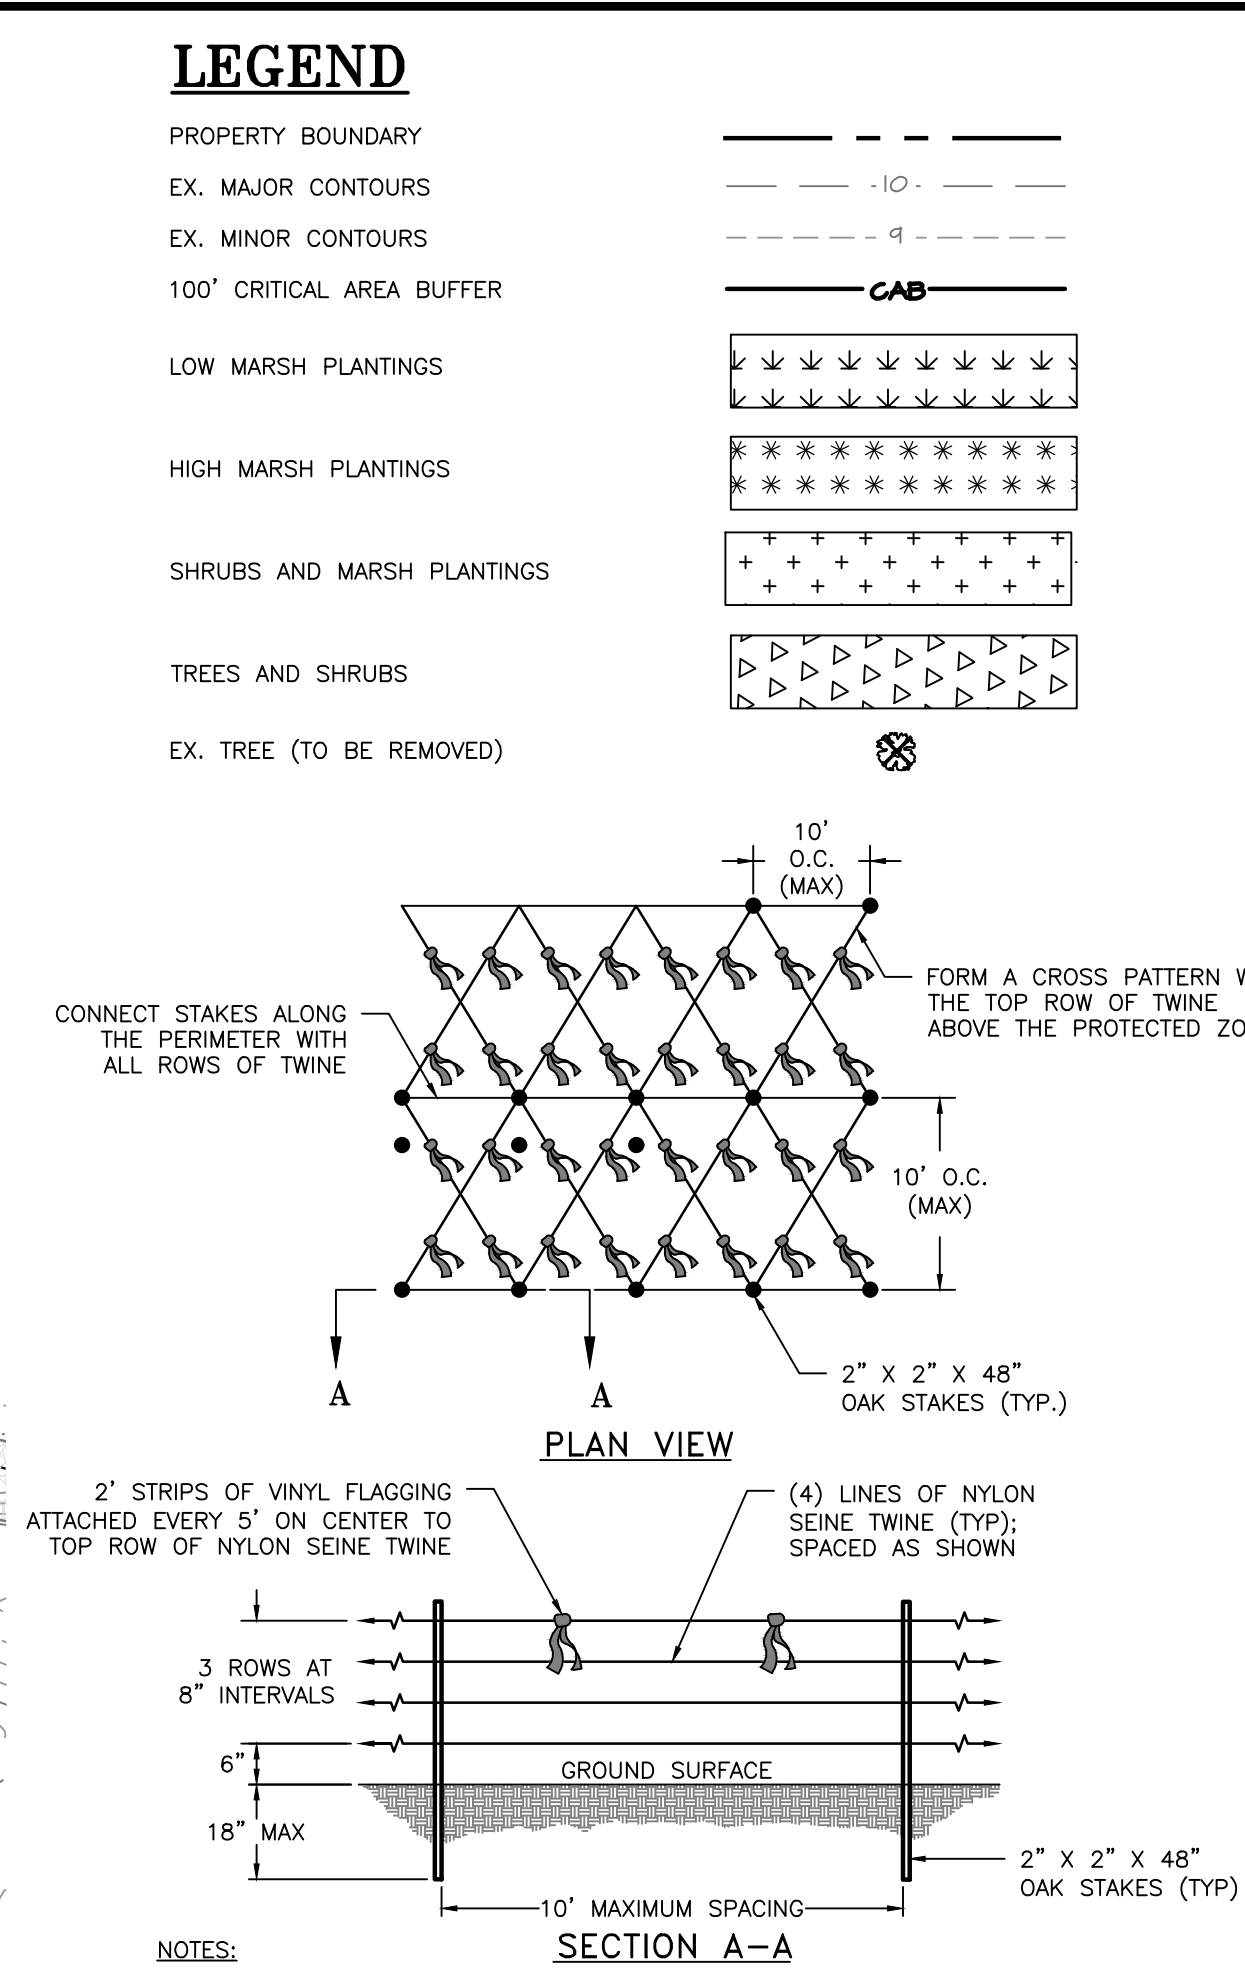 LEGEND
PROPERTY BOUNDARY
EX. MAJOR CONTOURS
10
EX. MINOR CONTOURS
9
100' CRITICAL AREA BUFFER
CAB
LOW MARSH PLANTINGS
HIGH MARSH PLANTINGS
SHRUBS AND MARSH PLANTINGS
TREES AND SHRUBS
EX. TREE (TO BE REMOVED)
10'
O.C.
(MAX)
FORM A CROSS PATTERN
THE TOP ROW OF TWINE
ABOVE THE PROTECTED
CONNECT STAKES ALONG
THE PERIMETER WITH
ALL ROWS OF TWINE
10' O.C.
(MAX)
A
A
2" X 2" X 48"
OAK STAKES (TYP.)
PLAN VIEW
2' STRIPS OF VINYL FLAGGING
ATTACHED EVERY 5' ON CENTER TO
TOP ROW OF NYLON SEINE TWINE
(4) LINES OF NYLON
SEINE TWINE (TYP);
SPACED AS SHOWN
3 ROWS AT
8" INTERVALS
6"
GROUND SURFACE
18" MAX
2" X 2" X 48"
OAK STAKES (TYP)
10' MAXIMUM SPACING
SECTION A-A
NOTES: